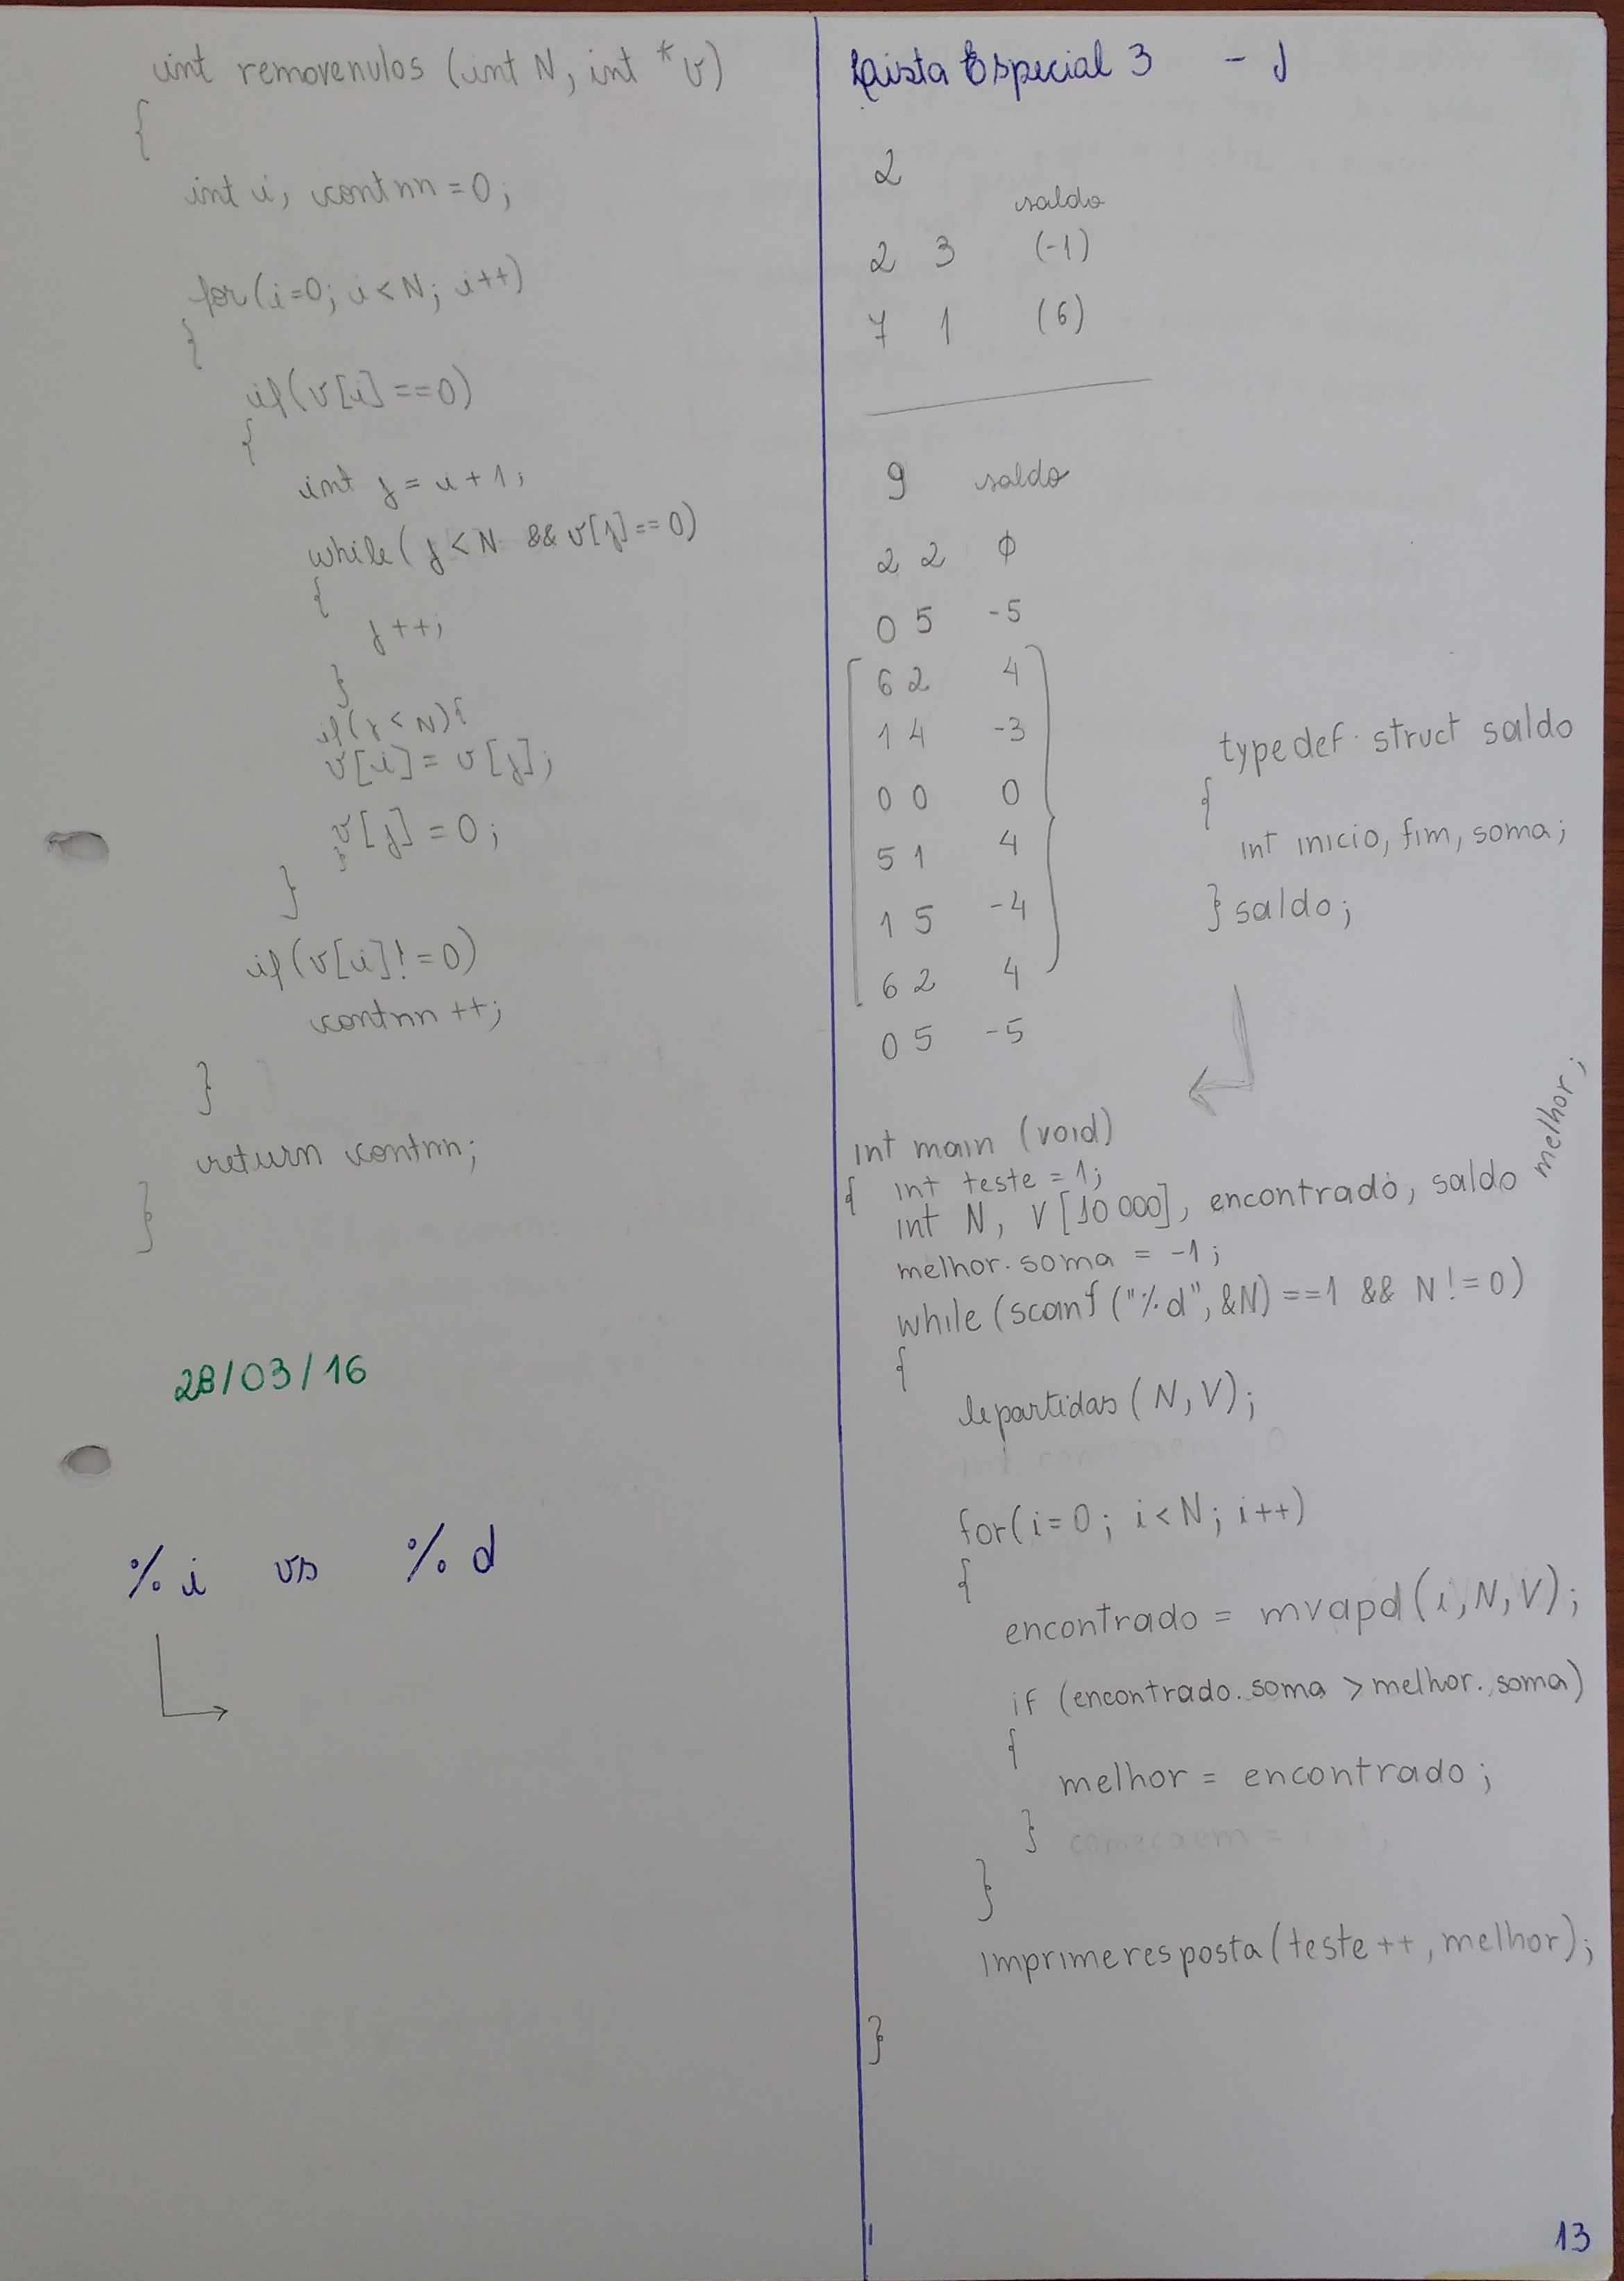 int removenulos (int N, int *v)
{
int i, contnn = 0;
for(i=0; i<N; i++)
{
if(v[i]==0)
{
int j = i+1;
while(j<N && v[j]==0)
{
j++;
}
if(j<N){
v[i] = v[j];
v[j] = 0;
}
}
if(v[i]!=0)
contnn ++;
}
return contnn;
}
28/03/16
%i vs %d
Lista Especial 3 - J
2
saldo
2 3 (-1)
7 1 (6)
9 saldo
2 2 0
0 5 -5
6 2 4
1 4 -3
0 0 0
5 1 4
1 5 -4
6 2 4
0 5 -5
typedef struct saldo
{
int inicio, fim, soma;
} saldo;
int main (void)
{ int teste = 1;
int N, V[10 000], encontrado, saldo melhor;
melhor.soma = -1;
while (scanf ("%d", &N) ==1 && N != 0)
{
lepartidas (N, V);
for(i=0; i<N; i++)
{
encontrado = mvapd (i, N, V);
if (encontrado.soma > melhor.soma)
{
melhor = encontrado;
}
}
imprimeresposta (teste ++, melhor);
}
13